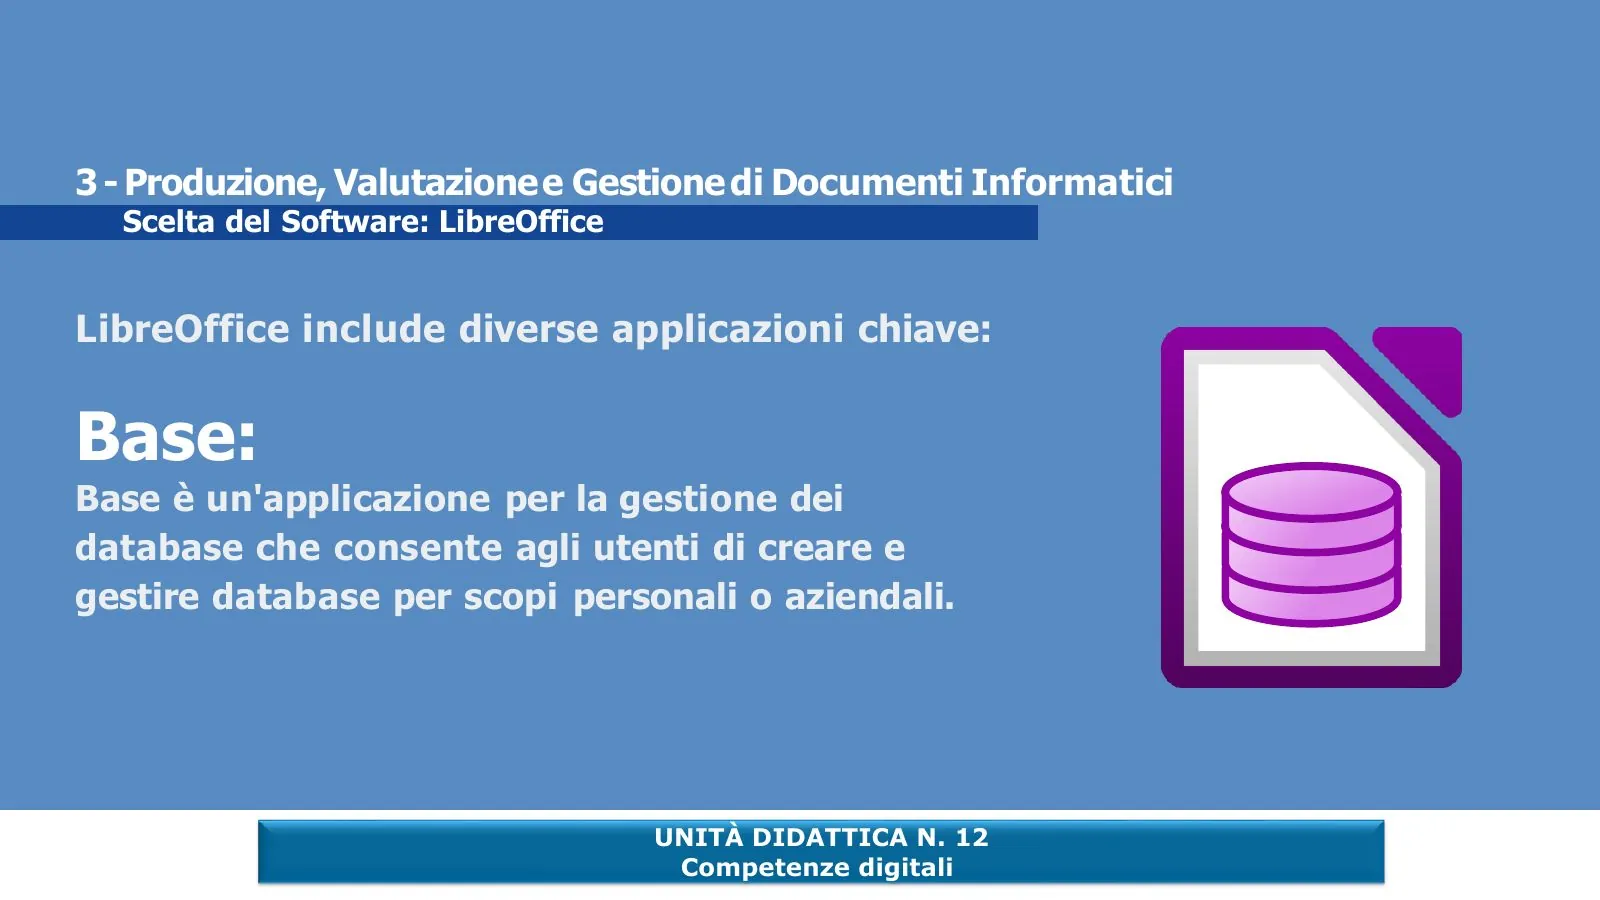 3 - Produzione, Valutazione e Gestione di Documenti Informatici
Scelta del Software: LibreOffice
LibreOffice include diverse applicazioni chiave:
Base:
Base è un'applicazione per la gestione dei
database che consente agli utenti di creare e
gestire database per scopi personali o aziendali.
UNITÀ DIDATTICA N. 12
Competenze digitali